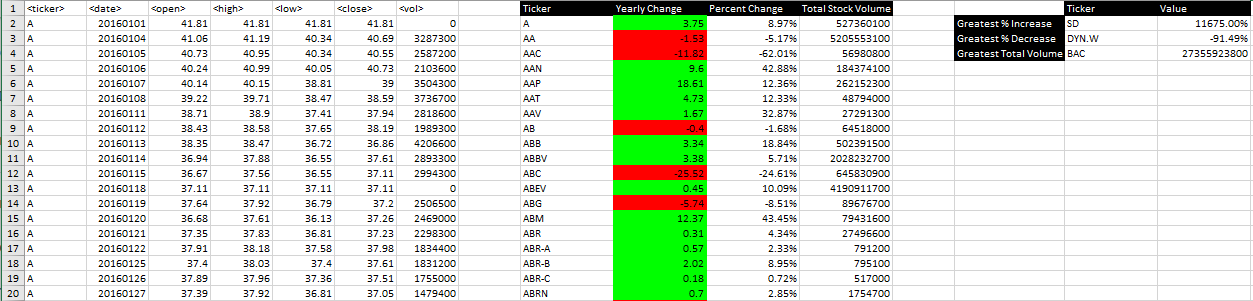 1 <ticker> <date> <open> <high> <low> <close> <vol> Ticker Yearly Change Percent Change Total Stock Volume Ticker Value
2 A 20160101 41.81 41.81 41.81 41.81 0 A 3.75 8.97% 527360100 Greatest % Increase SD 11675.00%
3 A 20160104 41.06 41.19 40.34 40.69 3287300 AA -1.53 -5.17% 5205553100 Greatest % Decrease DYN.W -91.49%
4 A 20160105 40.73 40.95 40.34 40.55 2587200 AAC -11.82 -62.01% 56980800 Greatest Total Volume BAC 27355923800
5 A 20160106 40.24 40.99 40.05 40.73 2103600 AAN 9.6 42.88% 184374100
6 A 20160107 40.14 40.15 38.81 39 3504300 AAP 18.61 12.36% 262152300
7 A 20160108 39.22 39.71 38.47 38.59 3736700 AAT 4.73 12.33% 48794000
8 A 20160111 38.71 38.9 37.41 37.94 2818600 AAV 1.67 32.87% 27291300
9 A 20160112 38.43 38.58 37.65 38.19 1989300 AB -0.4 -1.68% 64518000
10 A 20160113 38.35 38.47 36.72 36.86 4206600 ABB 3.34 18.84% 502391500
11 A 20160114 36.94 37.88 36.55 37.61 2893300 ABBV 3.38 5.71% 2028232700
12 A 20160115 36.67 37.56 36.55 37.11 2994300 ABC -25.52 -24.61% 645830900
13 A 20160118 37.11 37.11 37.11 37.11 0 ABEV 0.45 10.09% 4190911700
14 A 20160119 37.64 37.92 36.79 37.2 2506500 ABG -5.74 -8.51% 89676700
15 A 20160120 36.68 37.61 36.13 37.26 2469000 ABM 12.37 43.45% 79431600
16 A 20160121 37.35 37.83 36.81 37.23 2298300 ABR 0.31 4.34% 27496600
17 A 20160122 37.91 38.18 37.58 37.98 1834400 ABR-A 0.57 2.33% 791200
18 A 20160125 37.4 38.03 37.4 37.61 1831200 ABR-B 2.02 8.95% 795100
19 A 20160126 37.89 37.96 37.36 37.51 1755000 ABR-C 0.18 0.72% 517000
20 A 20160127 37.39 37.92 36.81 37.05 1479400 ABRN 0.7 2.85% 1754700